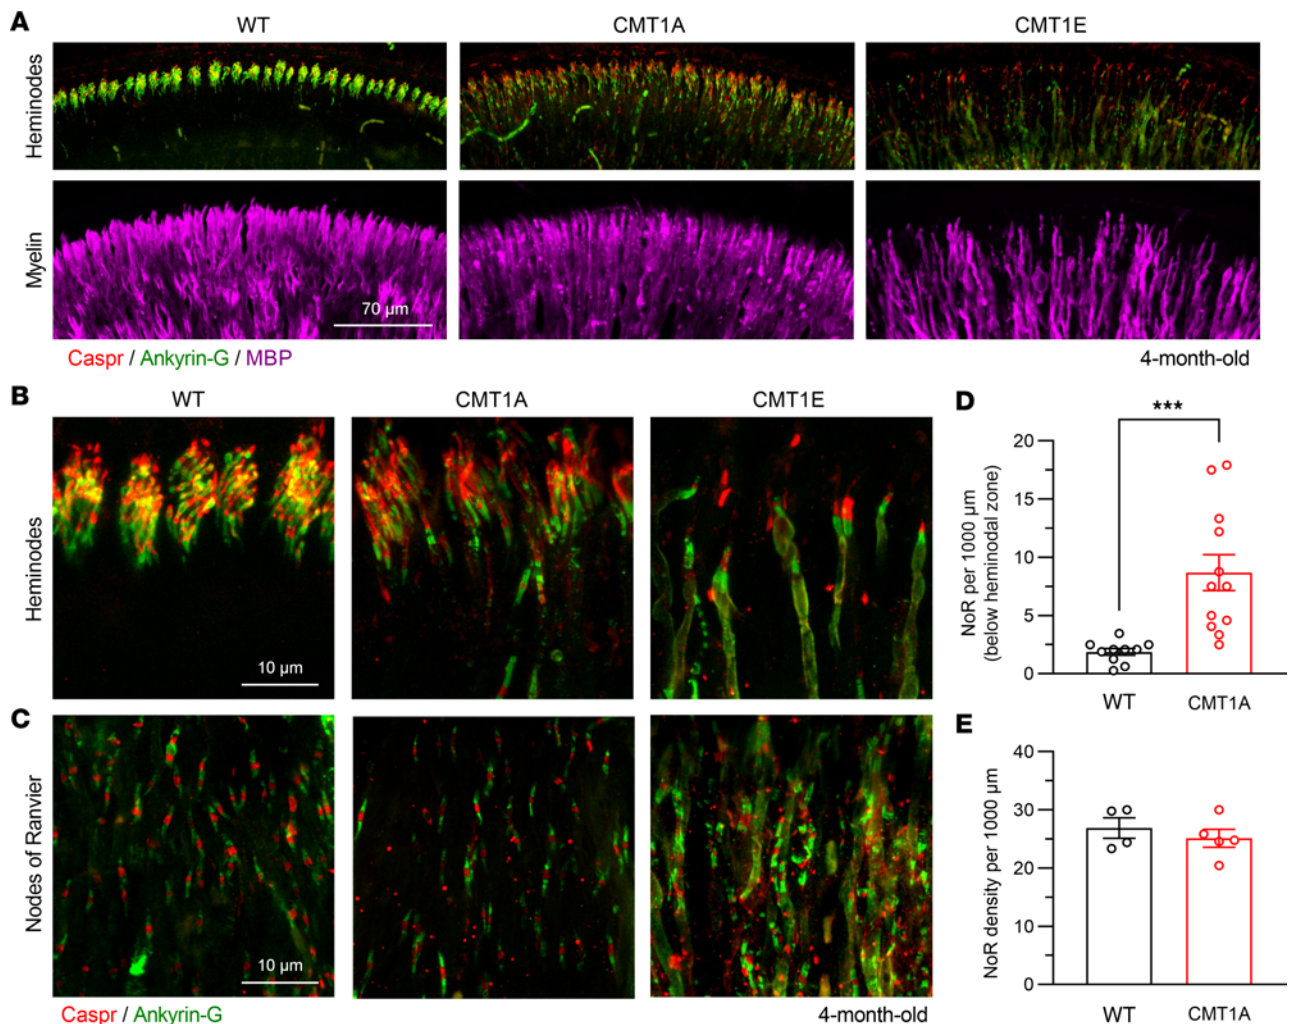 A
WT
CMT1A
CMT1E
Heminodes
Myelin
70 µm
Caspr / Ankyrin-G / MBP
4-month-old
B
WT
CMT1A
CMT1E
Heminodes
10 µm
C
Nodes of Ranvier
10 µm
Caspr / Ankyrin-G
4-month-old
D
***
NoR per 1000 µm
(below heminodal zone)
20
15
10
5
0
WT
CMT1A
E
NoR density per 1000 µm
40
30
20
10
0
WT
CMT1A